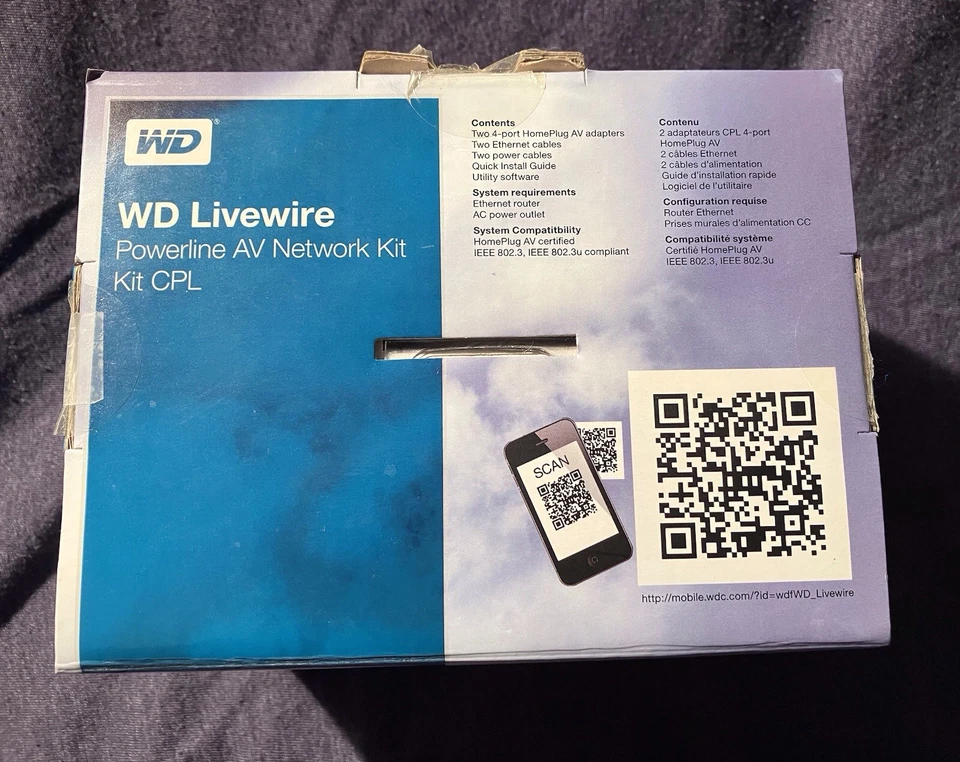 WD®
WD Livewire
Powerline AV Network Kit
Kit CPL
Contents
Two 4-port HomePlug AV adapters
Two Ethernet cables
Two power cables
Quick Install Guide
Utility software
System requirements
Ethernet router
AC power outlet
System Compatitbility
HomePlug AV certified
IEEE 802.3, IEEE 802.3u compliant
Contenu
2 adaptateurs CPL 4-port
HomePlug AV
2 câbles Ethernet
2 câbles d'alimentation
Guide d'installation rapide
Logiciel de l'utilitaire
Configuration requise
Router Ethernet
Prises murales d'alimentation CC
Compatibilité système
Certifié HomePlug AV
IEEE 802.3, IEEE 802.3u
SCAN
http://mobile.wdc.com/?id=wdfWD_Livewire